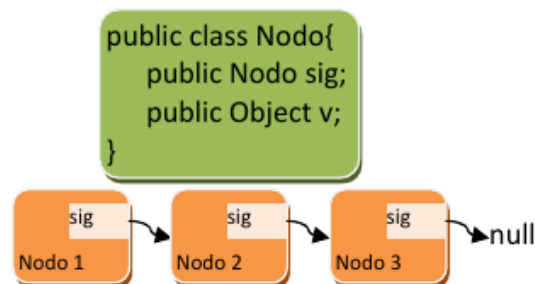 public class Nodo{
public Nodo sig;
public Object v;
}
sig sig sig
null
Nodo 1 Nodo 2 Nodo 3